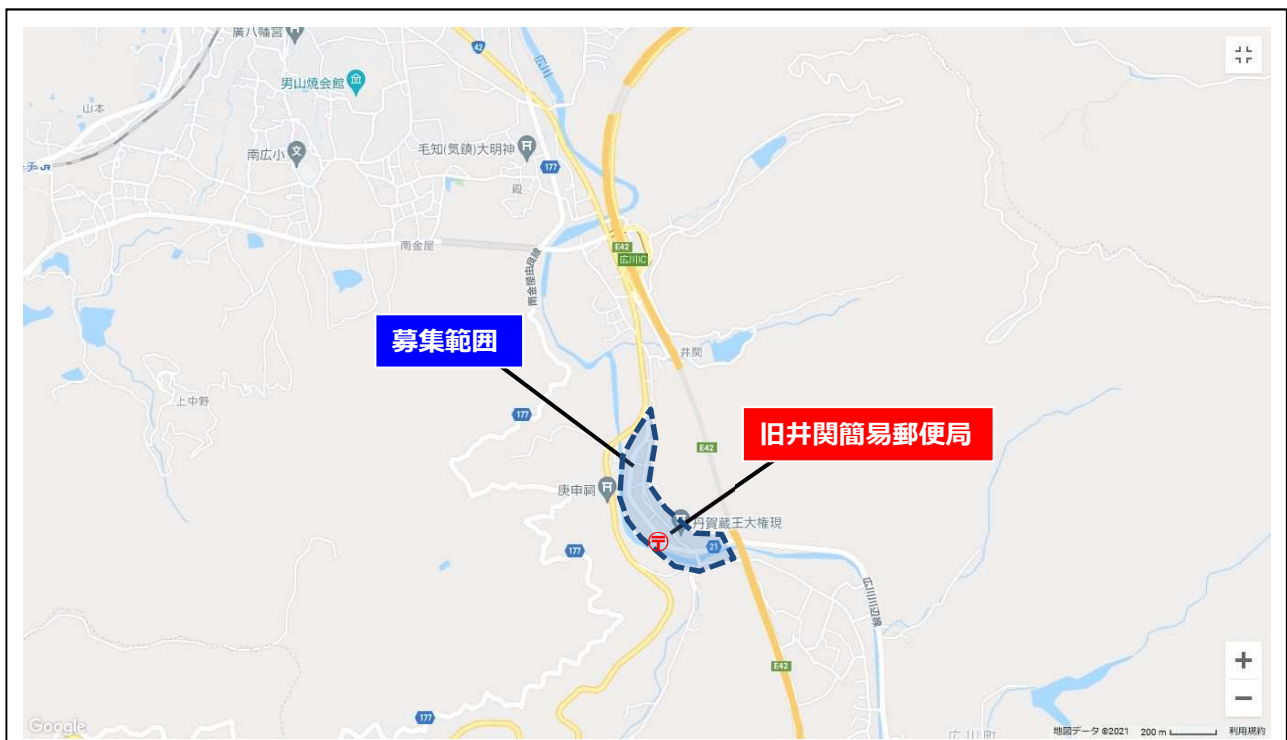 廣八幡宮
42
広川
男山焼会館
山本
南広小
毛知(気鎮)大明神
177
殿
南金屋
E42
広川IC
南金屋由良線
募集範囲
井関
上中野
177
旧井関簡易郵便局
E42
庚申祠
丹賀蔵王大権現
〒
21
177
広川川辺線
E42
177
Google
広川町
地図データ ©2021
200 m
利用規約